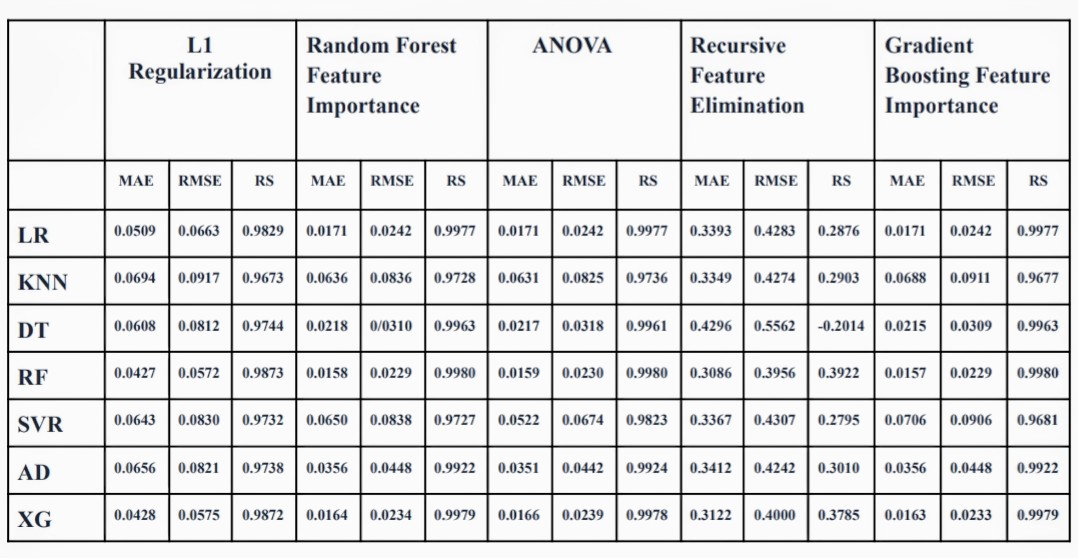 L1 Regularization Random Forest Feature Importance ANOVA Recursive Feature Elimination Gradient Boosting Feature Importance
MAE RMSE RS MAE RMSE RS MAE RMSE RS MAE RMSE RS MAE RMSE RS
LR 0.0509 0.0663 0.9829 0.0171 0.0242 0.9977 0.0171 0.0242 0.9977 0.3393 0.4283 0.2876 0.0171 0.0242 0.9977
KNN 0.0694 0.0917 0.9673 0.0636 0.0836 0.9728 0.0631 0.0825 0.9736 0.3349 0.4274 0.2903 0.0688 0.0911 0.9677
DT 0.0608 0.0812 0.9744 0.0218 0/0310 0.9963 0.0217 0.0318 0.9961 0.4296 0.5562 -0.2014 0.0215 0.0309 0.9963
RF 0.0427 0.0572 0.9873 0.0158 0.0229 0.9980 0.0159 0.0230 0.9980 0.3086 0.3956 0.3922 0.0157 0.0229 0.9980
SVR 0.0643 0.0830 0.9732 0.0650 0.0838 0.9727 0.0522 0.0674 0.9823 0.3367 0.4307 0.2795 0.0706 0.0906 0.9681
AD 0.0656 0.0821 0.9738 0.0356 0.0448 0.9922 0.0351 0.0442 0.9924 0.3412 0.4242 0.3010 0.0356 0.0448 0.9922
XG 0.0428 0.0575 0.9872 0.0164 0.0234 0.9979 0.0166 0.0239 0.9978 0.3122 0.4000 0.3785 0.0163 0.0233 0.9979